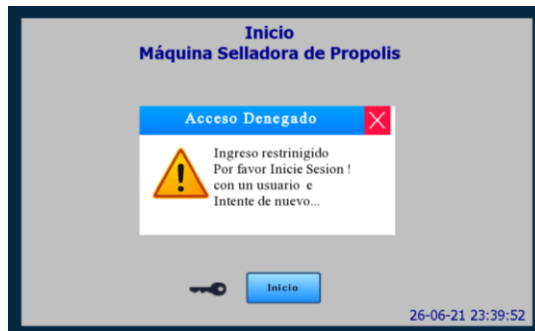 Inicio
Máquina Selladora de Propolis
Acceso Denegado
Ingreso restrinigido
Por favor Inicie Sesion !
con un usuario e
Intente de nuevo...
Inicio
26-06-21 23:39:52